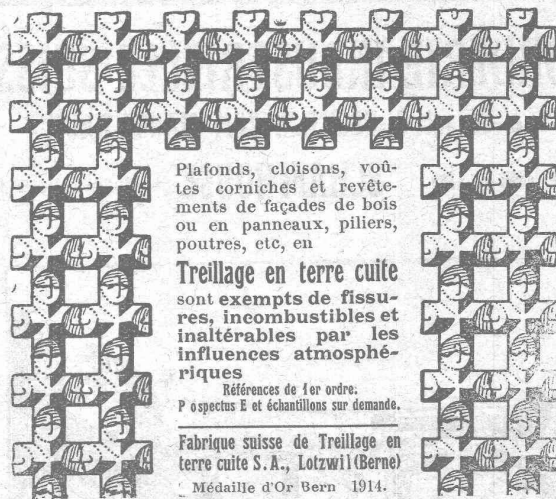 Plafonds, cloisons, voû-
tes corniches et revête-
ments de façades de bois
ou en panneaux, piliers,
poutres, etc, en
Treillage en terre cuite
sont exempts de fissu-
res, incombustibles et
inaltérables par les
influences atmosphé-
riques
Références de 1er ordre.
P ospectus E et échantillons sur demande.
Fabrique suisse de Treillage en
terre cuite S.A., Lotzwil (Berne)
Médaille d'Or Bern 1914.